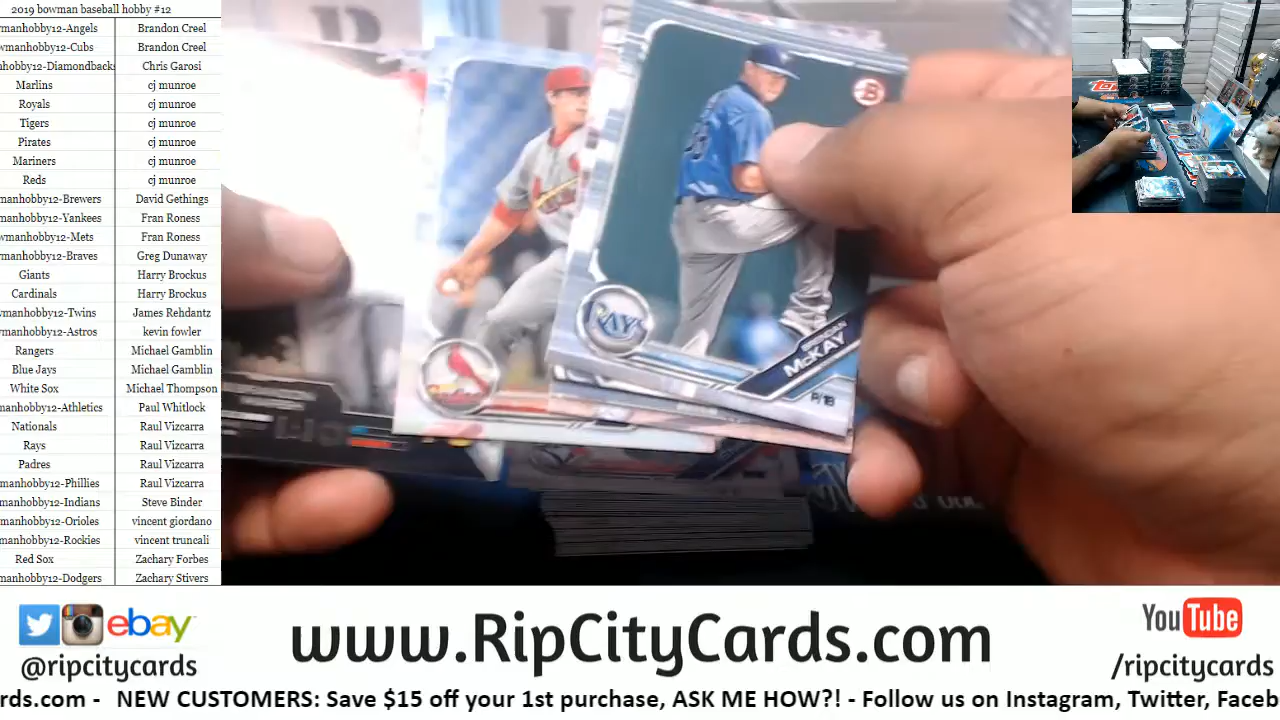 2019 bowman baseball hobby #12
wmanhobby12-Angels Brandon Creel
wmanhobby12-Cubs Brandon Creel
nhobby12-Diamondbacks Chris Garosi
Marlins cj munroe
Royals cj munroe
Tigers cj munroe
Pirates cj munroe
Mariners cj munroe
Reds cj munroe
manhobby12-Brewers David Gethings
manhobby12-Yankees Fran Roness
wmanhobby12-Mets Fran Roness
manhobby12-Braves Greg Dunaway
Giants Harry Brockus
Cardinals Harry Brockus
manhobby12-Twins James Rehdantz
manhobby12-Astros kevin fowler
Rangers Michael Gamblin
Blue Jays Michael Gamblin
White Sox Michael Thompson
manhobby12-Athletics Paul Whitlock
Nationals Raul Vizcarra
Rays Raul Vizcarra
Padres Raul Vizcarra
manhobby12-Phillies Raul Vizcarra
manhobby12-Indians Steve Binder
manhobby12-Orioles vincent giordano
manhobby12-Rockies vincent truncali
Red Sox Zachary Forbes
manhobby12-Dodgers Zachary Stivers
B
RAYS
BRENDAN
McKAY
P/1B
ebay
@ripcitycards
www.RipCityCards.com
YouTube
/ripcitycards
ards.com - NEW CUSTOMERS: Save $15 off your 1st purchase, ASK ME HOW?! - Follow us on Instagram, Twitter, Faceb